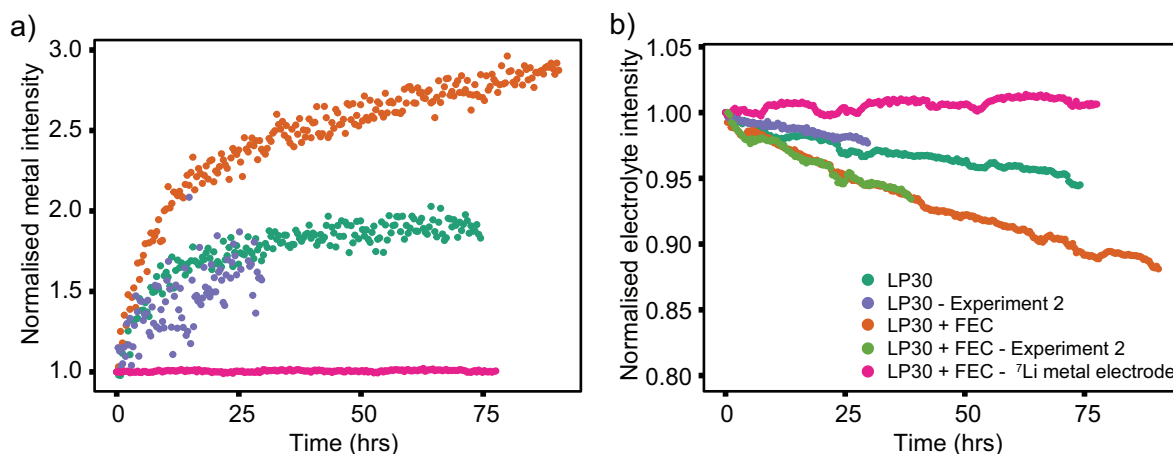 a)
Normalised metal intensity
3.0
2.5
2.0
1.5
1.0
0
25
50
75
Time (hrs)
b)
Normalised electrolyte intensity
1.05
1.00
0.95
0.90
0.85
0.80
0
25
50
75
Time (hrs)
LP30
LP30 - Experiment 2
LP30 + FEC
LP30 + FEC - Experiment 2
LP30 + FEC - ⁷Li metal electrode